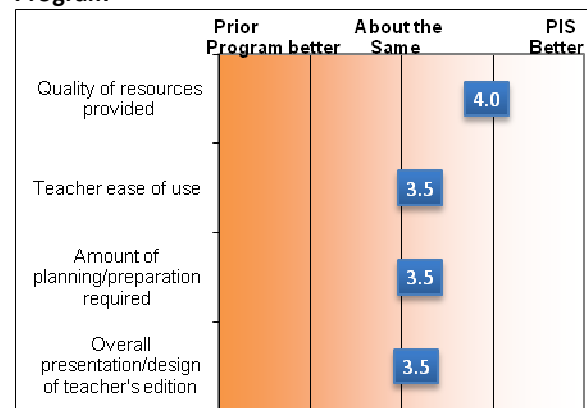 Program
Prior
Program better
About the
Same
PIS
Better
Quality of resources
provided
4.0
Teacher ease of use
3.5
Amount of
planning/preparation
required
3.5
Overall
presentation/design
of teacher's edition
3.5